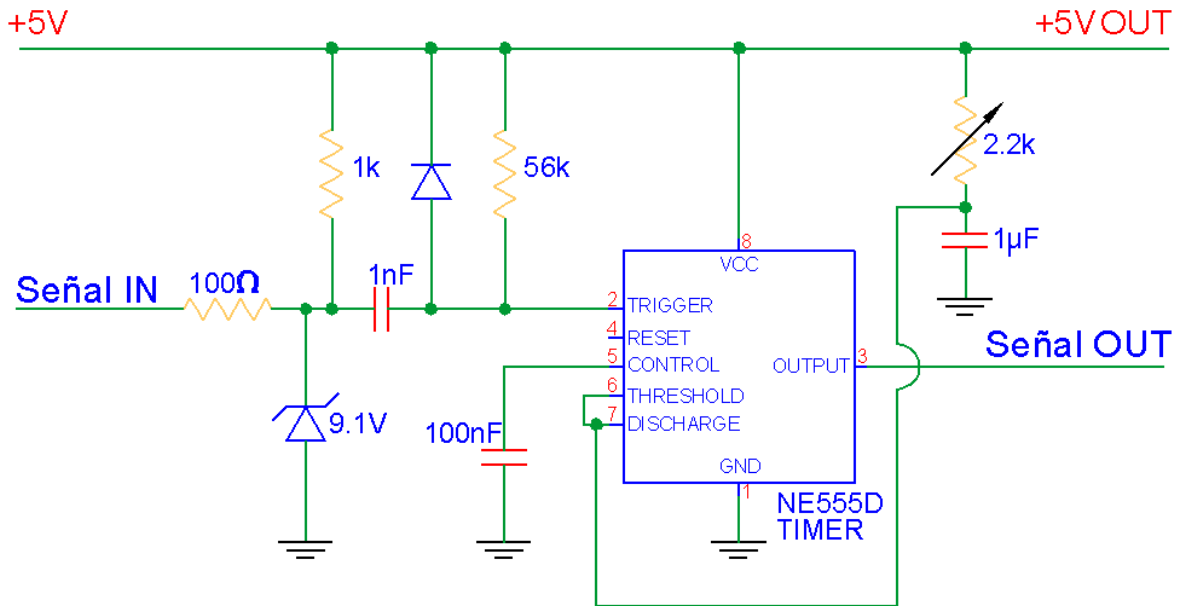 +5V
+5V OUT
1k
56k
2.2k
1µF
8
VCC
Señal IN
100Ω
1nF
2
TRIGGER
4
RESET
5
CONTROL
6
THRESHOLD
7
DISCHARGE
OUTPUT
3
Señal OUT
9.1V
100nF
GND
1
NE555D
TIMER